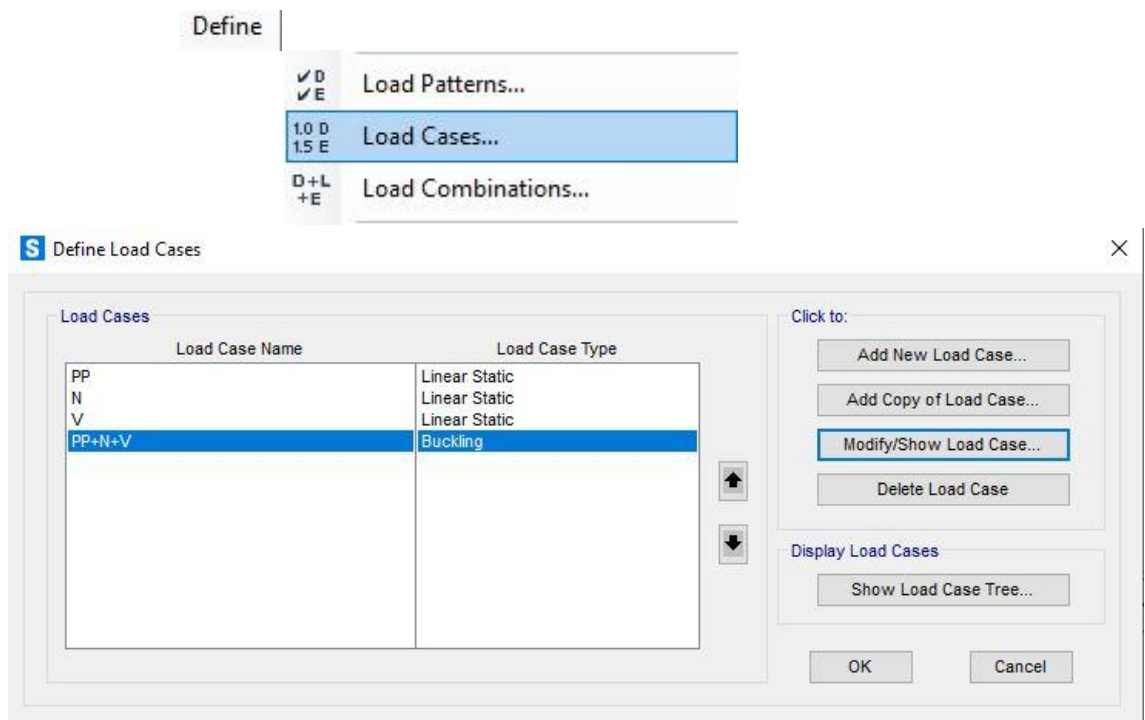 Define
✓ D
✓ E
Load Patterns...
1.0 D
1.5 E
Load Cases...
D+L
+E
Load Combinations...
S Define Load Cases
Load Cases
Click to:
Load Case Name Load Case Type
Add New Load Case...
PP Linear Static
N Linear Static
Add Copy of Load Case...
V Linear Static
PP+N+V Buckling
Modify/Show Load Case...
Delete Load Case
Display Load Cases
Show Load Case Tree...
OK Cancel